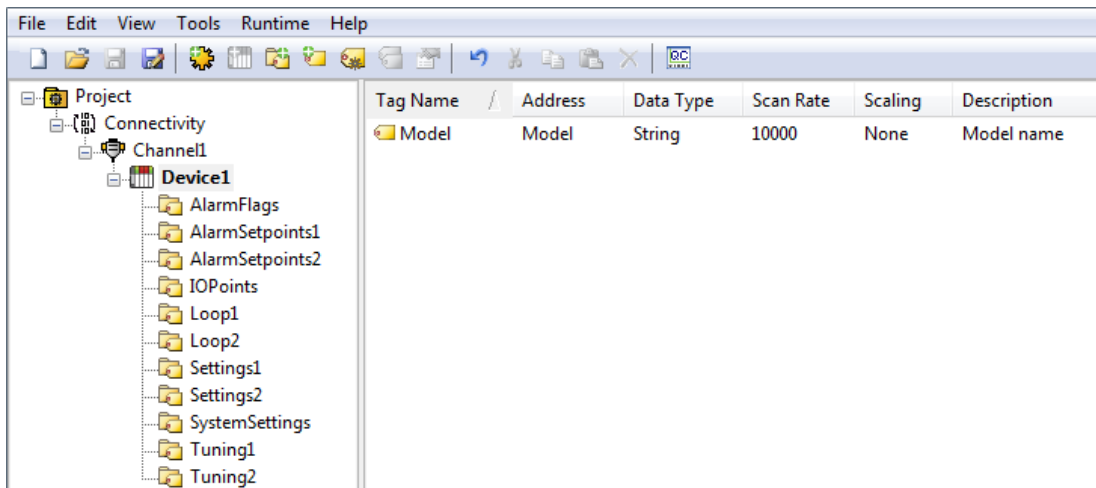 File Edit View Tools Runtime Help
QC
Project
Connectivity
Channel1
Device1
AlarmFlags
AlarmSetpoints1
AlarmSetpoints2
IOPoints
Loop1
Loop2
Settings1
Settings2
SystemSettings
Tuning1
Tuning2
Tag Name Address Data Type Scan Rate Scaling Description
Model Model String 10000 None Model name